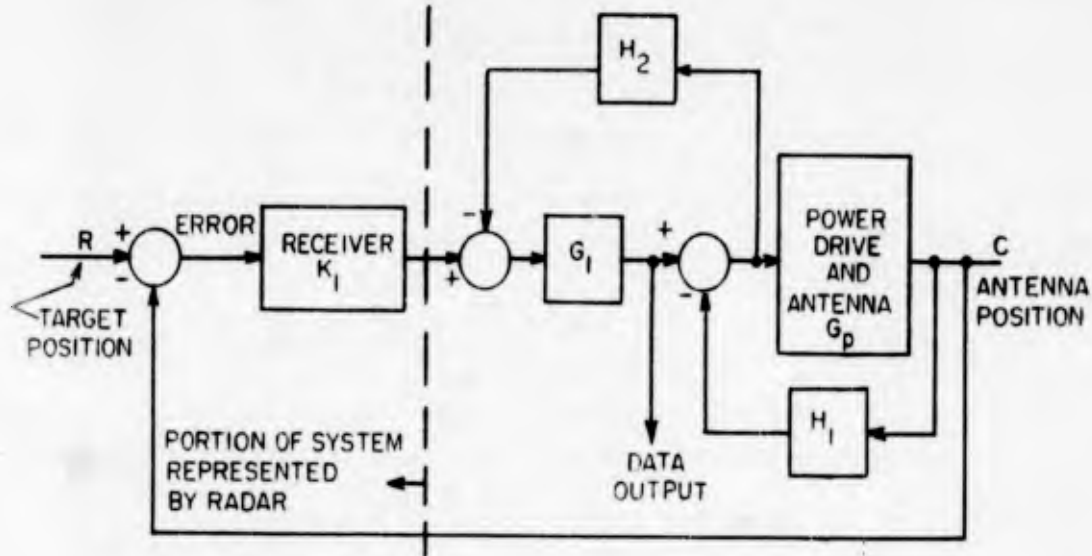 H2
ERROR
R
+
-
RECEIVER
K1
TARGET
POSITION
-
+
G1
+
-
POWER
DRIVE
AND
ANTENNA
Gp
C
ANTENNA
POSITION
H1
PORTION OF SYSTEM
REPRESENTED
BY RADAR
DATA
OUTPUT